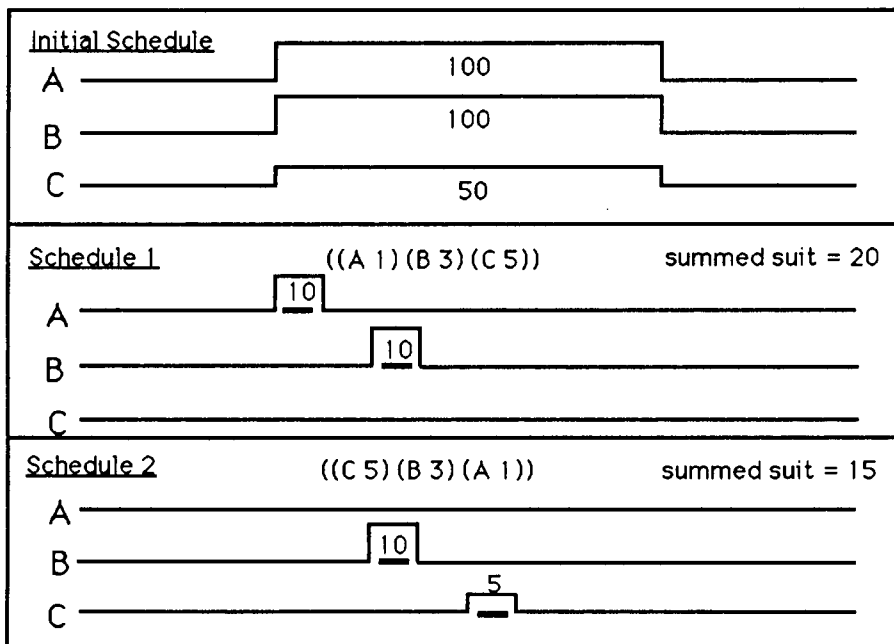 Initial Schedule
A 100
B 100
C 50
Schedule 1 ((A 1)(B 3)(C 5)) summed suit = 20
A 10
B 10
C
Schedule 2 ((C 5)(B 3)(A 1)) summed suit = 15
A
B 10
C 5